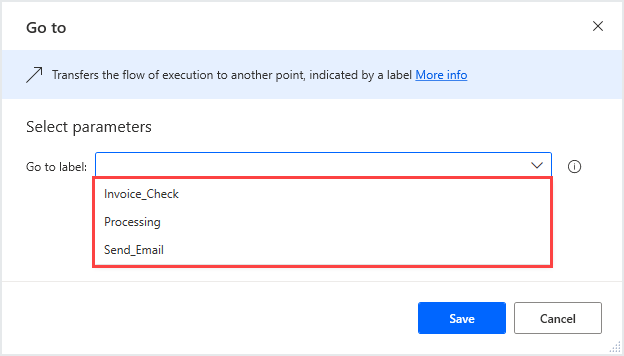 Go to
Transfers the flow of execution to another point, indicated by a label More info
Select parameters
Go to label:
Invoice_Check
Processing
Send_Email
Save Cancel